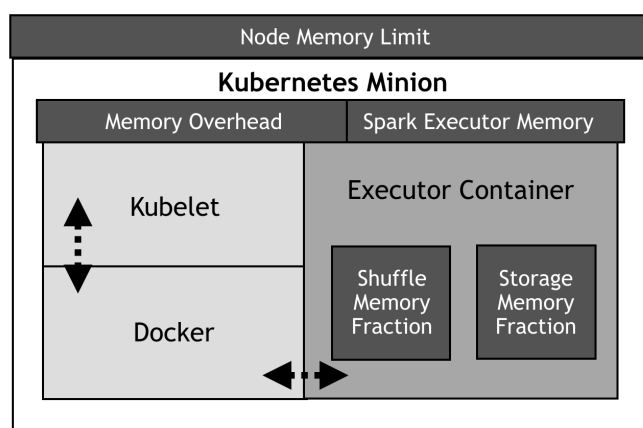 Node Memory Limit
Kubernetes Minion
Memory Overhead
Spark Executor Memory
Kubelet
Executor Container
Shuffle
Memory
Fraction
Storage
Memory
Fraction
Docker